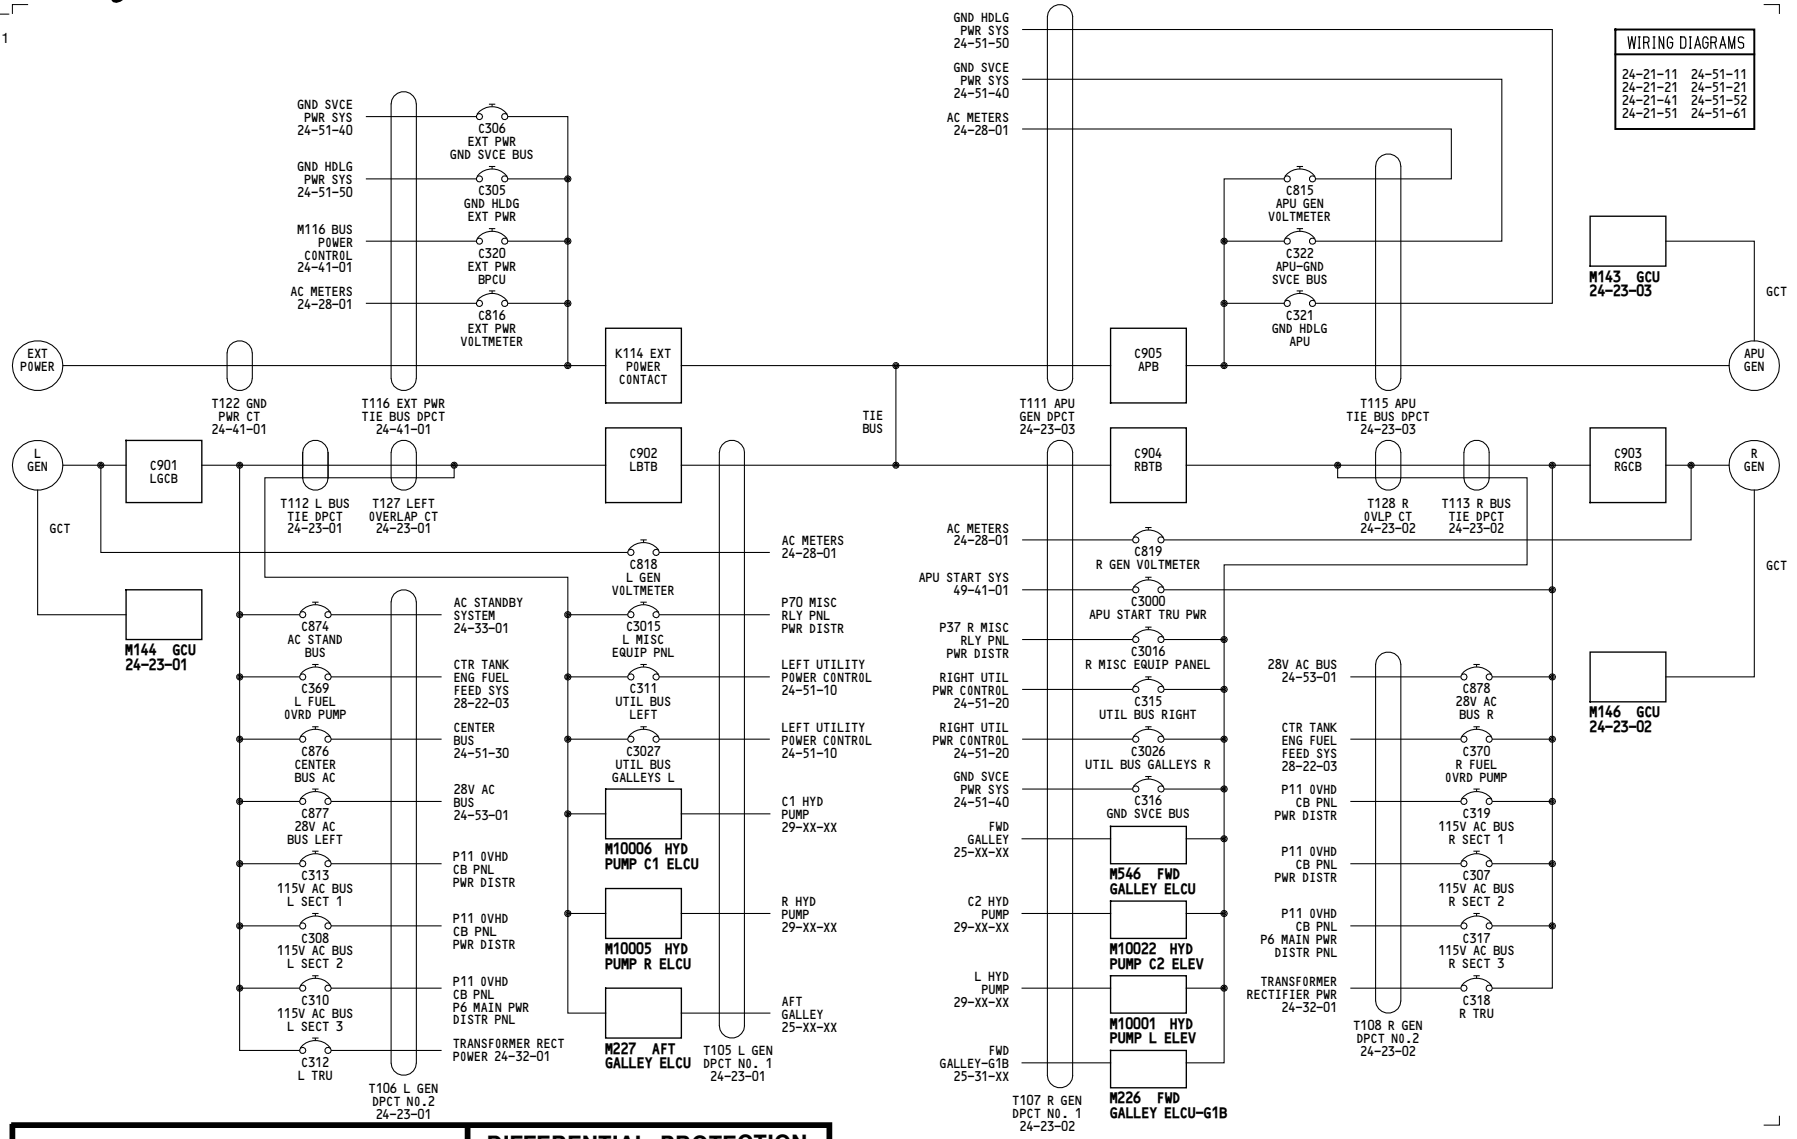 1
GND SVCE
PWR SYS
24-51-40
GND HDLG
PWR SYS
24-51-50
M116 BUS
POWER
CONTROL
24-41-01
AC METERS
24-28-01
C306
EXT PWR
GND SVCE BUS
C305
GND HLDG
EXT PWR
C320
EXT PWR
BPCU
C816
EXT PWR
VOLTMETER
GND HDLG
PWR SYS
24-51-50
GND SVCE
PWR SYS
24-51-40
AC METERS
24-28-01
C815
APU GEN
VOLTMETER
C322
APU-GND
SVCE BUS
C321
GND HDLG
APU
WIRING DIAGRAMS
24-21-11 24-51-11
24-21-21 24-51-21
24-21-41 24-51-52
24-21-51 24-51-61
M143 GCU
24-23-03
GCT
EXT
POWER
K114 EXT
POWER
CONTACT
C905
APB
APU
GEN
T122 GND
PWR CT
24-41-01
T116 EXT PWR
TIE BUS DPCT
24-41-01
TIE
BUS
T111 APU
GEN DPCT
24-23-03
T115 APU
TIE BUS DPCT
24-23-03
L
GEN
C901
LGCB
C902
LBTB
C904
RBTB
C903
RGCB
R
GEN
T112 L BUS
TIE DPCT
24-23-01
T127 LEFT
OVERLAP CT
24-23-01
T128 R
OVLP CT
24-23-02
T113 R BUS
TIE DPCT
24-23-02
GCT
GCT
M144 GCU
24-23-01
M146 GCU
24-23-02
C874
AC STAND
BUS
AC STANDBY
SYSTEM
24-33-01
C369
L FUEL
OVRD PUMP
CTR TANK
ENG FUEL
FEED SYS
28-22-03
C876
CENTER
BUS AC
CENTER
BUS
24-51-30
C877
28V AC
BUS LEFT
28V AC
BUS
24-53-01
C313
115V AC BUS
L SECT 1
P11 OVHD
CB PNL
PWR DISTR
C308
115V AC BUS
L SECT 2
P11 OVHD
CB PNL
PWR DISTR
C310
115V AC BUS
L SECT 3
P11 OVHD
CB PNL
P6 MAIN PWR
DISTR PNL
C312
L TRU
TRANSFORMER RECT
POWER 24-32-01
T106 L GEN
DPCT NO.2
24-23-01
C818
L GEN
VOLTMETER
AC METERS
24-28-01
C3015
L MISC
EQUIP PNL
P70 MISC
RLY PNL
PWR DISTR
C311
UTIL BUS
LEFT
LEFT UTILITY
POWER CONTROL
24-51-10
C3027
UTIL BUS
GALLEYS L
LEFT UTILITY
POWER CONTROL
24-51-10
M10006 HYD
PUMP C1 ELCU
C1 HYD
PUMP
29-XX-XX
M10005 HYD
PUMP R ELCU
R HYD
PUMP
29-XX-XX
M227 AFT
GALLEY ELCU
AFT
GALLEY
25-XX-XX
T105 L GEN
DPCT NO. 1
24-23-01
AC METERS
24-28-01
C819
R GEN VOLTMETER
APU START SYS
49-41-01
C3000
APU START TRU PWR
P37 R MISC
RLY PNL
PWR DISTR
C3016
R MISC EQUIP PANEL
RIGHT UTIL
PWR CONTROL
24-51-20
C315
UTIL BUS RIGHT
RIGHT UTIL
PWR CONTROL
24-51-20
C3026
UTIL BUS GALLEYS R
GND SVCE
PWR SYS
24-51-40
C316
GND SVCE BUS
FWD
GALLEY
25-XX-XX
M546 FWD
GALLEY ELCU
C2 HYD
PUMP
29-XX-XX
M10022 HYD
PUMP C2 ELEV
L HYD
PUMP
29-XX-XX
M10001 HYD
PUMP L ELEV
FWD
GALLEY-G1B
25-31-XX
M226 FWD
GALLEY ELCU-G1B
T107 R GEN
DPCT NO. 1
24-23-02
28V AC BUS
24-53-01
C878
28V AC
BUS R
CTR TANK
ENG FUEL
FEED SYS
28-22-03
C370
R FUEL
OVRD PUMP
P11 OVHD
CB PNL
PWR DISTR
C319
115V AC BUS
R SECT 1
P11 OVHD
CB PNL
PWR DISTR
C307
115V AC BUS
R SECT 2
P11 OVHD
CB PNL
P6 MAIN PWR
DISTR PNL
C317
115V AC BUS
R SECT 3
TRANSFORMER
RECTIFIER PWR
24-32-01
C318
R TRU
T108 R GEN
DPCT NO.2
24-23-02
DIFFERENTIAL PROTECTION